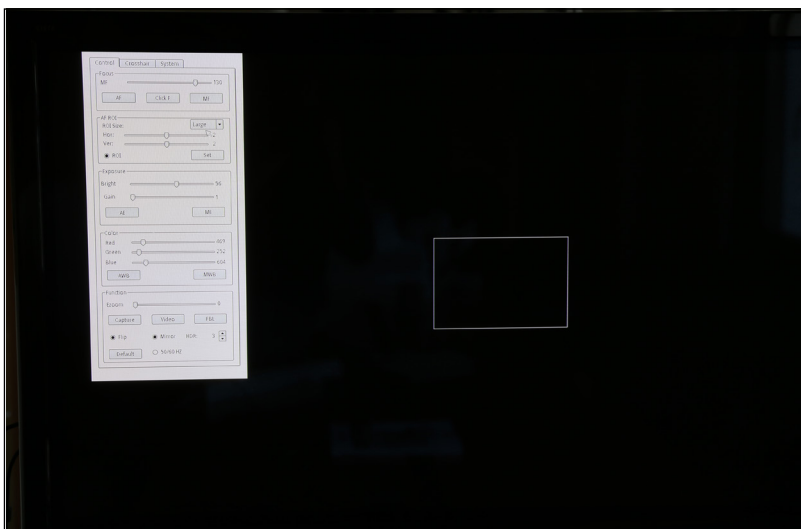 Control Crosshair System
Focus
MF
AF Click F MF
AF ROI
ROI Size: Large
Hor: 2
Ver: 2
ROI Set
Exposure
Bright 56
Gain 1
AE ME
Color
Red
Green 252
Blue
AWB MWB
Function
0
Capture Video
Flip Mirror HDR
Default 50/60 HZ